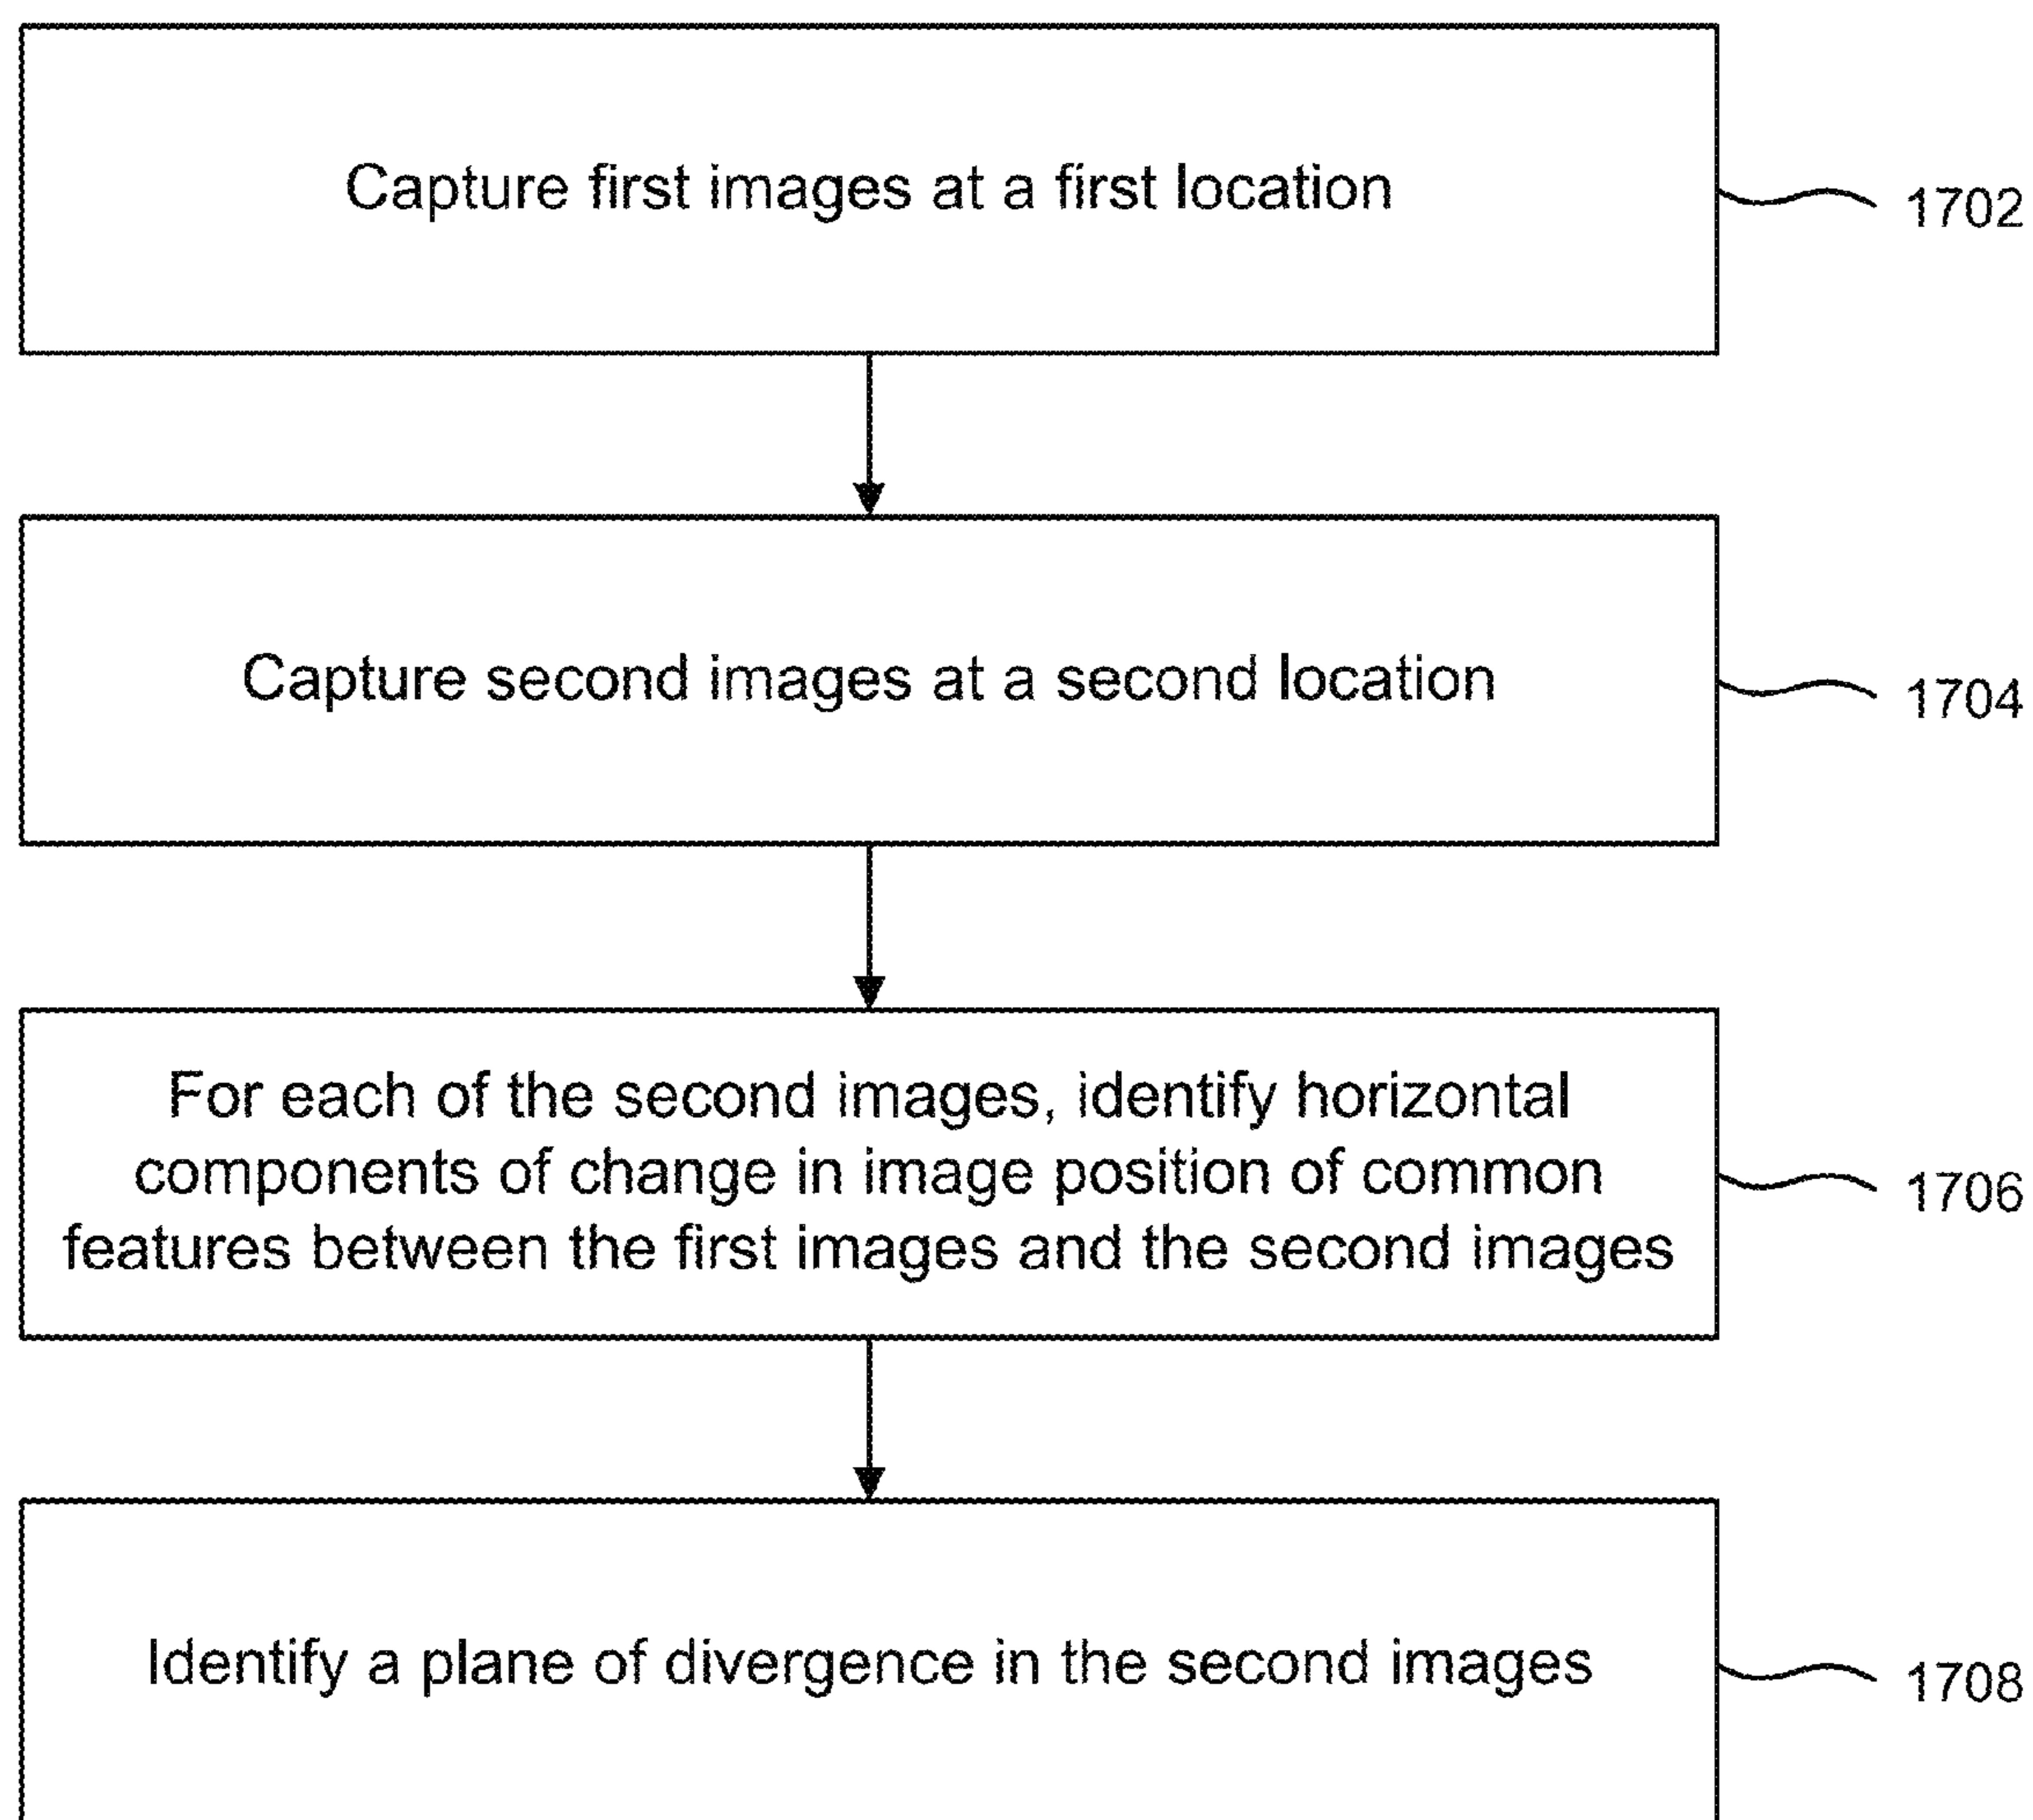 Capture first images at a first location
1702
Capture second images at a second location
1704
For each of the second images, identify horizontal
components of change in image position of common
features between the first images and the second images
1706
Identify a plane of divergence in the second images
1708